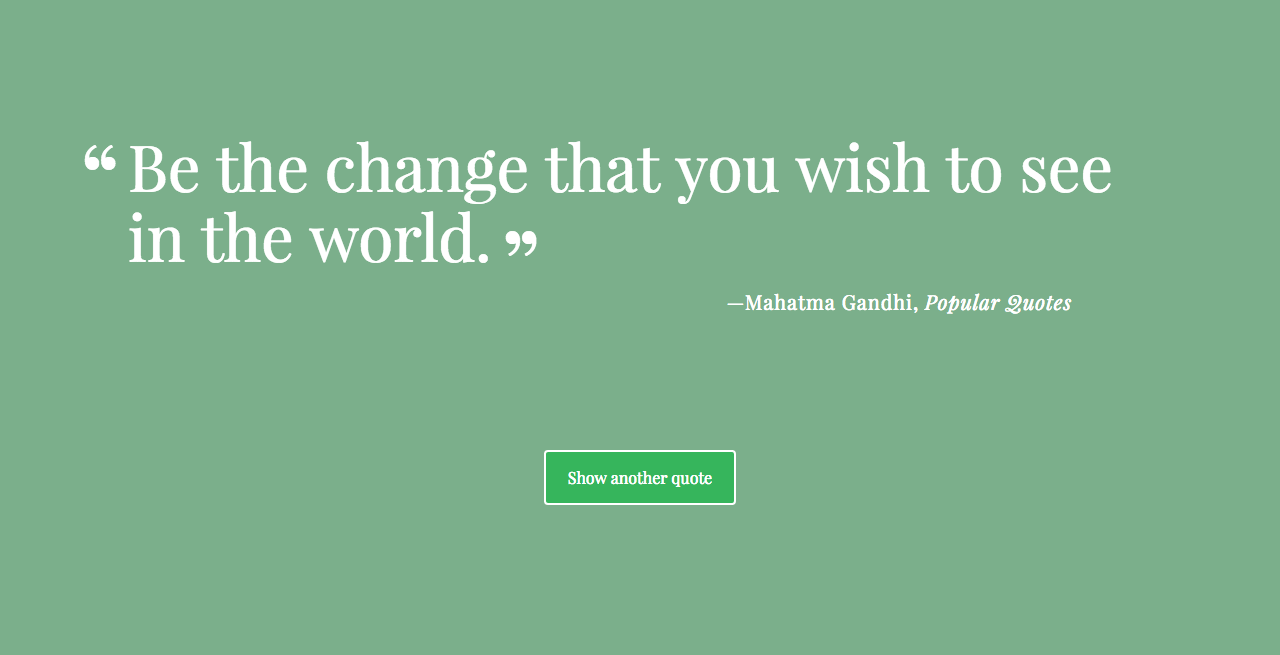 “Be the change that you wish to see
in the world.”
—Mahatma Gandhi, Popular Quotes
Show another quote